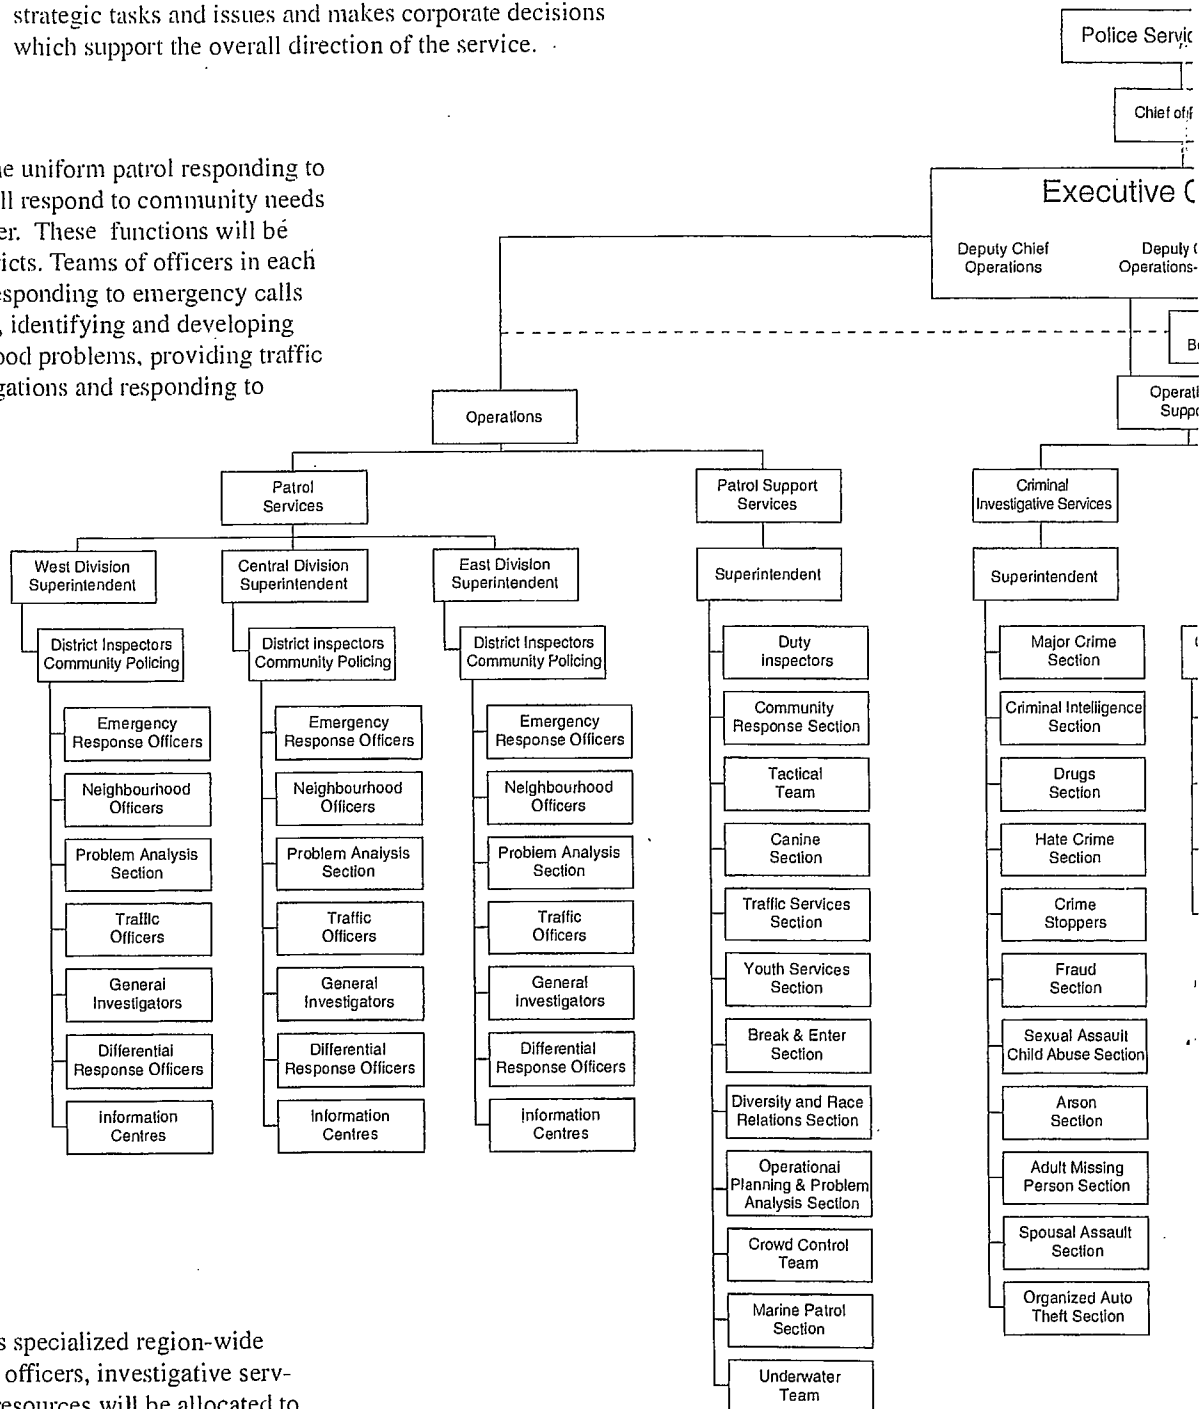 strategic tasks and issues and makes corporate decisions
which support the overall direction of the service.
Police
Chief of
uniform patrol responding to
respond to community needs
These functions will be
Teams of officers in each
responding to emergency calls
, identifying and developing
problems, providing traffic
and responding to
Executive
Deputy Chief
Operations
Deputy
Operations-
Operations
Patrol
Services
West Division
Superintendent
District Inspectors
Community Policing
Emergency
Response Officers
Neighbourhood
Officers
Problem Analysis
Section
Traffic
Officers
General
Investigators
Differential
Response Officers
Information
Centres
Central Division
Superintendent
District Inspectors
Community Policing
Emergency
Response Officers
Neighbourhood
Officers
Problem Analysis
Section
Traffic
Officers
General
Investigators
Differential
Response Officers
Information
Centres
East Division
Superintendent
District Inspectors
Community Policing
Emergency
Response Officers
Neighbourhood
Officers
Problem Analysis
Section
Traffic
Officers
General
Investigators
Differential
Response Officers
Information
Centres
Patrol Support
Services
Superintendent
Duty
Inspectors
Community
Response Section
Tactical
Team
Canine
Section
Traffic Services
Section
Youth Services
Section
Break & Enter
Section
Diversity and Race
Relations Section
Operational
Planning & Problem
Analysis Section
Crowd Control
Team
Marine Patrol
Section
Underwater
Team
Criminal
Investigative Services
Superintendent
Major Crime
Section
Criminal Intelligence
Section
Drugs
Section
Hate Crime
Section
Crime
Stoppers
Fraud
Section
Sexual Assault
Child Abuse Section
Arson
Section
Adult Missing
Person Section
Spousal Assault
Section
Organized Auto
Theft Section
specialized region-wide
officers, investigative serv-
resources will be allocated to